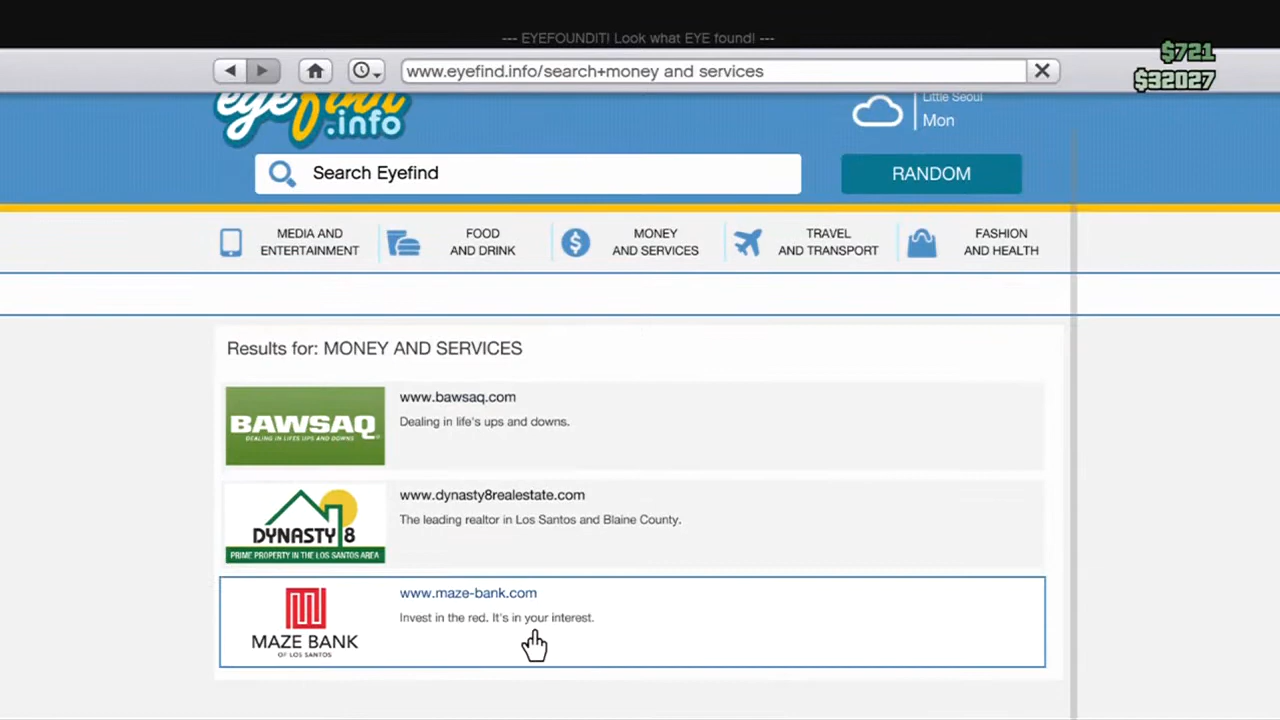 --- EYEFOUNDIT! Look what EYE found! ---
www.eyefind.info/search+money and services
$721
$32027
eyefind
.info
Little Seoul
Mon
Search Eyefind
RANDOM
MEDIA AND
ENTERTAINMENT
FOOD
AND DRINK
MONEY
AND SERVICES
TRAVEL
AND TRANSPORT
FASHION
AND HEALTH
Results for: MONEY AND SERVICES
BAWSAQ
DEALING IN LIFE'S UPS AND DOWNS
www.bawsaq.com
Dealing in life's ups and downs.
DYNASTY 8
PRIME PROPERTY IN THE LOS SANTOS AREA
www.dynasty8realestate.com
The leading realtor in Los Santos and Blaine County.
MAZE BANK
OF LOS SANTOS
www.maze-bank.com
Invest in the red. It's in your interest.